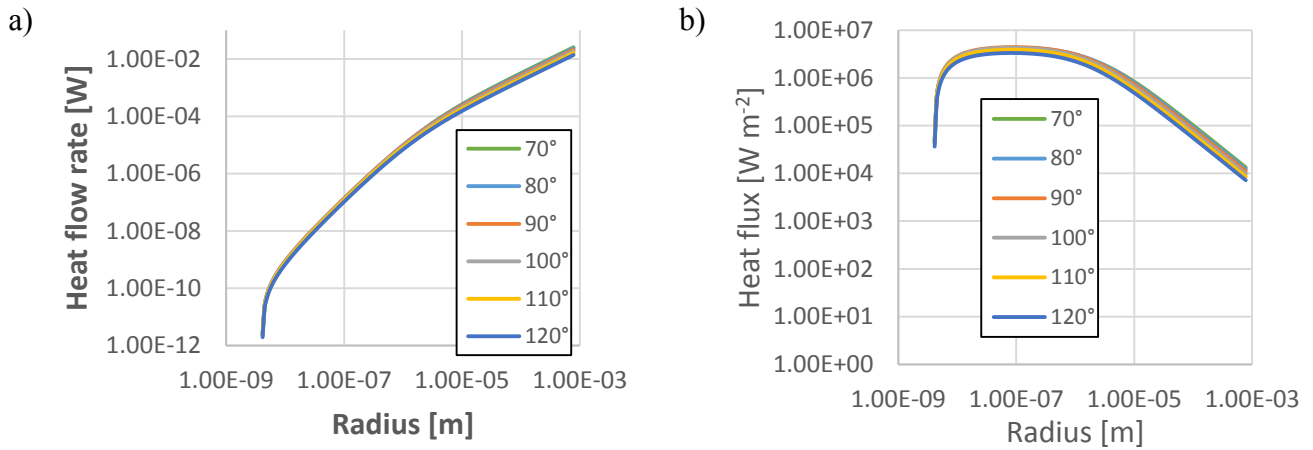 a)
Heat flow rate [W]
1.00E-02
1.00E-04
1.00E-06
1.00E-08
1.00E-10
1.00E-12
70°
80°
90°
100°
110°
120°
1.00E-09 1.00E-07 1.00E-05 1.00E-03
Radius [m]
b)
Heat flux [W m⁻²]
1.00E+07
1.00E+06
1.00E+05
1.00E+04
1.00E+03
1.00E+02
1.00E+01
1.00E+00
70°
80°
90°
100°
110°
120°
1.00E-09 1.00E-07 1.00E-05 1.00E-03
Radius [m]